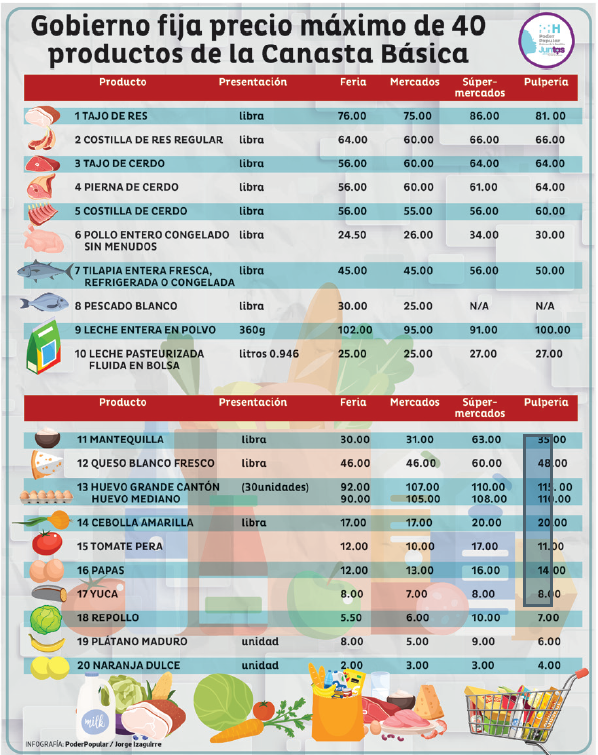 Gobierno fija precio máximo de 40
productos de la Canasta Básica
H
Poder
Popular
Juntos
Producto Presentación Feria Mercados Súper- Pulpería
mercados
1 TAJO DE RES libra 76.00 75.00 86.00 81. 00
2 COSTILLA DE RES REGULAR libra 64.00 60.00 66.00 66.00
3 TAJO DE CERDO libra 56.00 60.00 64.00 64.00
4 PIERNA DE CERDO libra 56.00 60.00 61.00 64.00
5 COSTILLA DE CERDO libra 56.00 55.00 56.00 60.00
6 POLLO ENTERO CONGELADO libra 24.50 26.00 34.00 30.00
SIN MENUDOS
7 TILAPIA ENTERA FRESCA, libra 45.00 45.00 56.00 50.00
REFRIGERADA O CONGELADA
8 PESCADO BLANCO libra 30.00 25.00 N/A N/A
9 LECHE ENTERA EN POLVO 360g 102.00 95.00 91.00 100.00
10 LECHE PASTEURIZADA litros 0.946 25.00 25.00 27.00 27.00
FLUIDA EN BOLSA
Producto Presentación Feria Mercados Súper- Pulpería
mercados
11 MANTEQUILLA libra 30.00 31.00 63.00 35.00
12 QUESO BLANCO FRESCO libra 46.00 46.00 60.00 48.00
13 HUEVO GRANDE CANTÓN (30unidades) 92.00 107.00 110.00 115. 00
HUEVO MEDIANO 90.00 105.00 108.00 110.00
14 CEBOLLA AMARILLA libra 17.00 17.00 20.00 20.00
15 TOMATE PERA 12.00 10.00 17.00 11.00
16 PAPAS 12.00 13.00 16.00 14.00
17 YUCA 8.00 7.00 8.00 8.00
18 REPOLLO 5.50 6.00 10.00 7.00
19 PLÁTANO MADURO unidad 8.00 5.00 9.00 6.00
20 NARANJA DULCE unidad 2.00 3.00 3.00 4.00
milk
INFOGRAFÍA: PoderPopular / Jorge Izaguirre